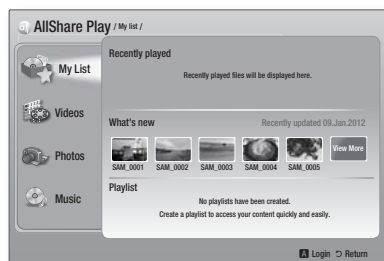 AllShare Play / My list /
My List
Videos
Photos
Music
Recently played
Recently played files will be displayed here.
What's new
Recently updated 09.Jan.2012
SAM_0001
SAM_0002
SAM_0003
SAM_0004
SAM_0005
View More
Playlist
No playlists have been created.
Create a playlist to access your content quickly and easily.
A Login
Return